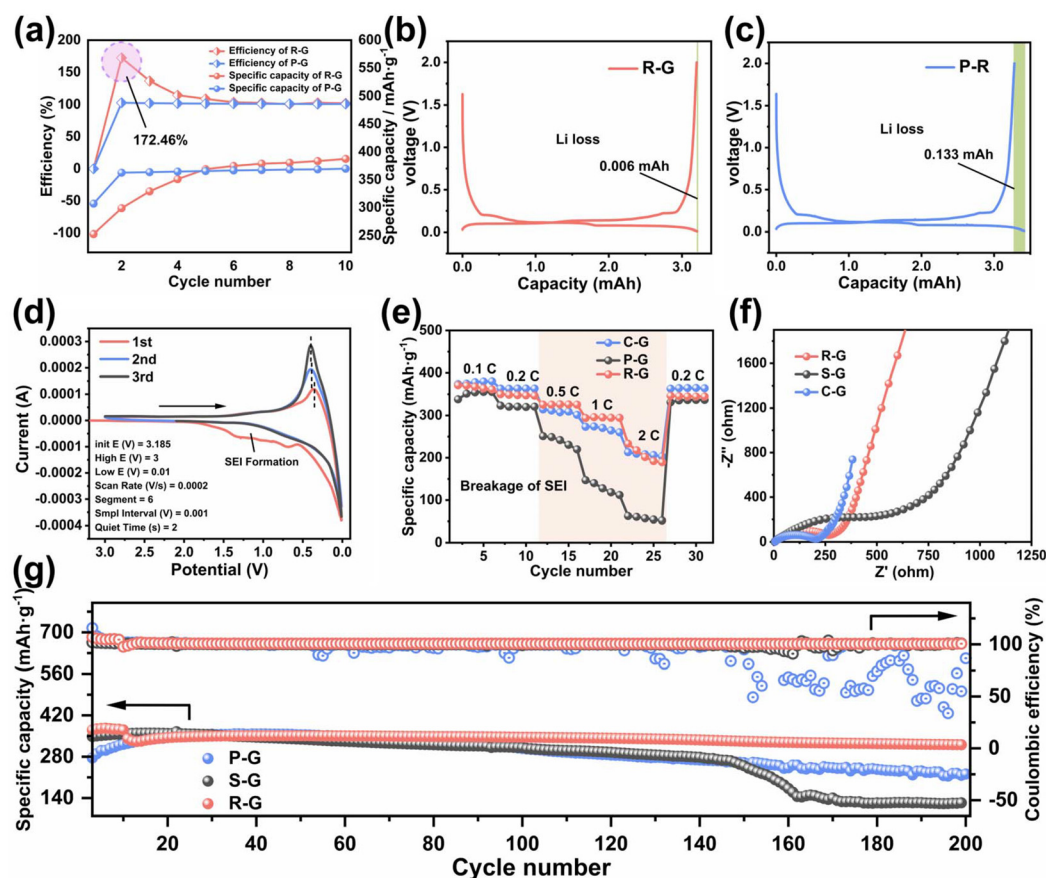 (a)
Efficiency (%)
200
150
100
50
0
-50
-100
Efficiency of R-G
Efficiency of P-G
Specific capacity of R-G
Specific capacity of P-G
172.46%
600
550
500
450
400
350
300
250
Specific capacity / mAh·g⁻¹
2 4 6 8 10
Cycle number
(b)
voltage (V)
2.0
1.5
1.0
0.5
0.0
R-G
Li loss
0.006 mAh
0.0 1.0 2.0 3.0
Capacity (mAh)
(c)
voltage (V)
2.0
1.5
1.0
0.5
0.0
P-R
Li loss
0.133 mAh
0.0 1.0 2.0 3.0
Capacity (mAh)
(d)
Current (A)
0.0003
0.0002
0.0001
0.0000
-0.0001
-0.0002
-0.0003
-0.0004
1st
2nd
3rd
SEI Formation
init E (V) = 3.185
High E (V) = 3
Low E (V) = 0.01
Scan Rate (V/s) = 0.0002
Segment = 6
Smpl Interval (V) = 0.001
Quiet Time (s) = 2
3.0 2.5 2.0 1.5 1.0 0.5 0.0
Potential (V)
(e)
Specific capacity (mAh·g⁻¹)
500
400
300
200
100
0
C-G
P-G
R-G
0.1 C
0.2 C
0.5 C
1 C
2 C
0.2 C
Breakage of SEI
5 10 15 20 25 30
Cycle number
(f)
-Z'' (ohm)
-2400
-1800
-1200
-600
0
R-G
S-G
C-G
0 250 500 750 1000 1250
Z' (ohm)
(g)
Specific capacity (mAh·g⁻¹)
700
560
420
280
140
P-G
S-G
R-G
100
50
0
-50
Coulombic efficiency (%)
20 40 60 80 100 120 140 160 180 200
Cycle number